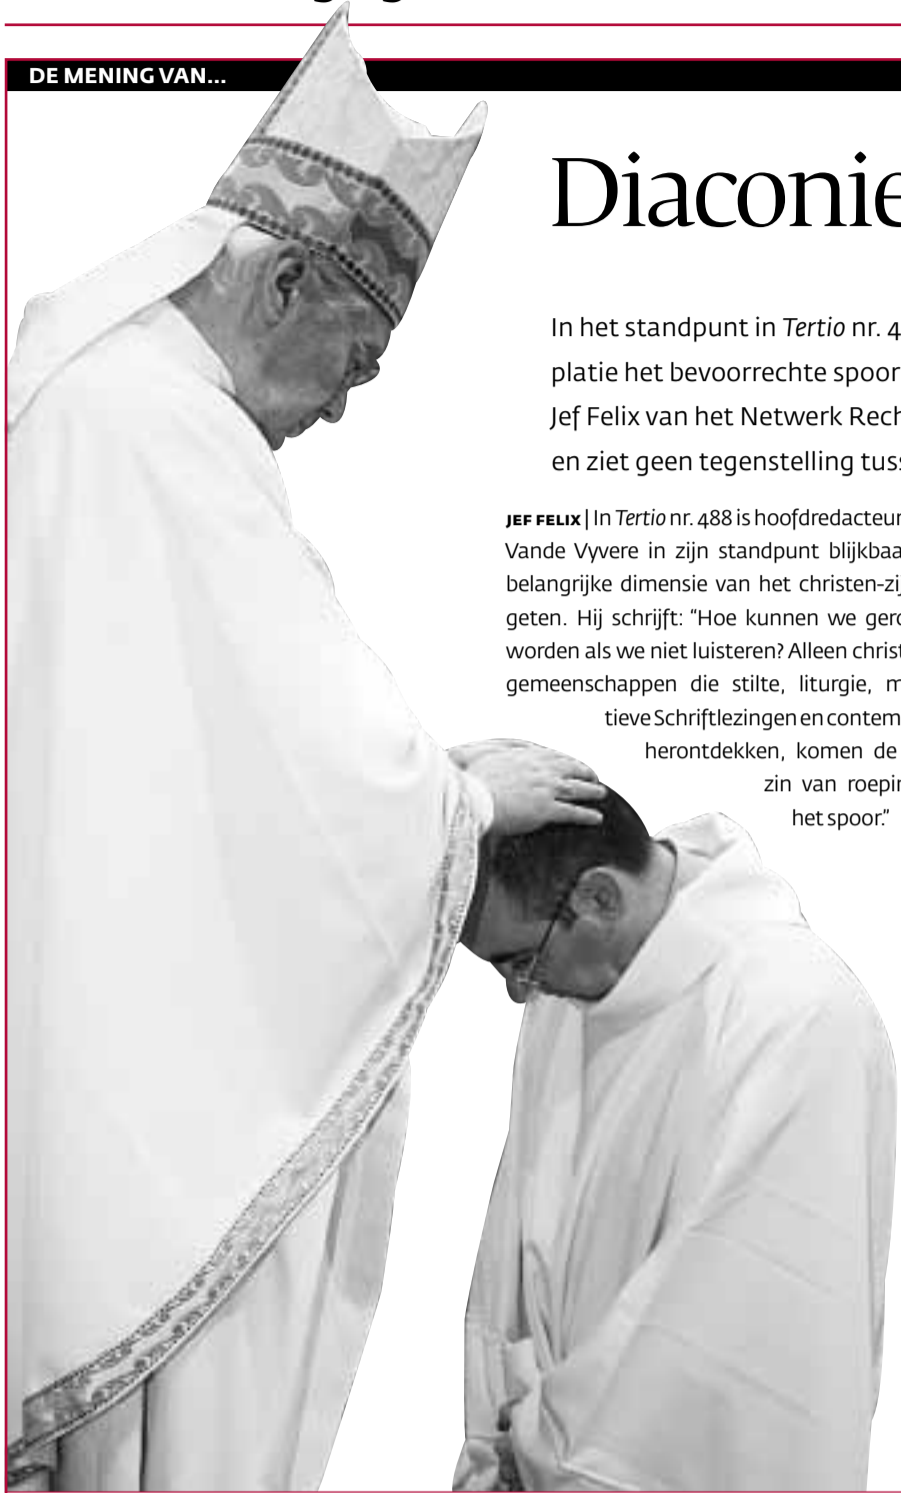 DE MENING VAN...
Diaconie
In het standpunt in Tertio nr. 4
platie het bevoorrechte spoor
Jef Felix van het Netwerk Rech
en ziet geen tegenstelling tuss
JEF FELIX | In Tertio nr. 488 is hoofdredacteur
Vande Vyvere in zijn standpunt blijkbaa
belangrijke dimensie van het christen-zij
geten. Hij schrijft: “Hoe kunnen we gero
worden als we niet luisteren? Alleen christ
gemeenschappen die stilte, liturgie, m
tieve Schriftlezingen en contem
herontdekken, komen de
zin van roepin
het spoor.”